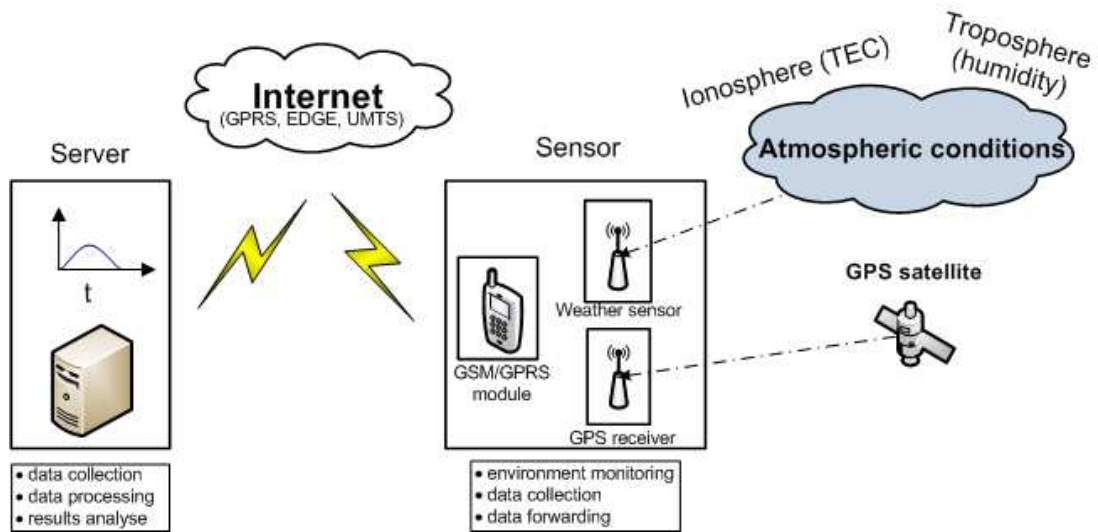 Internet
(GPRS, EDGE, UMTS)
Ionosphere (TEC)
Troposphere
(humidity)
Atmospheric conditions
Server
t
• data collection
• data processing
• results analyse
Sensor
Weather sensor
GSM/GPRS
module
GPS receiver
• environment monitoring
• data collection
• data forwarding
GPS satellite